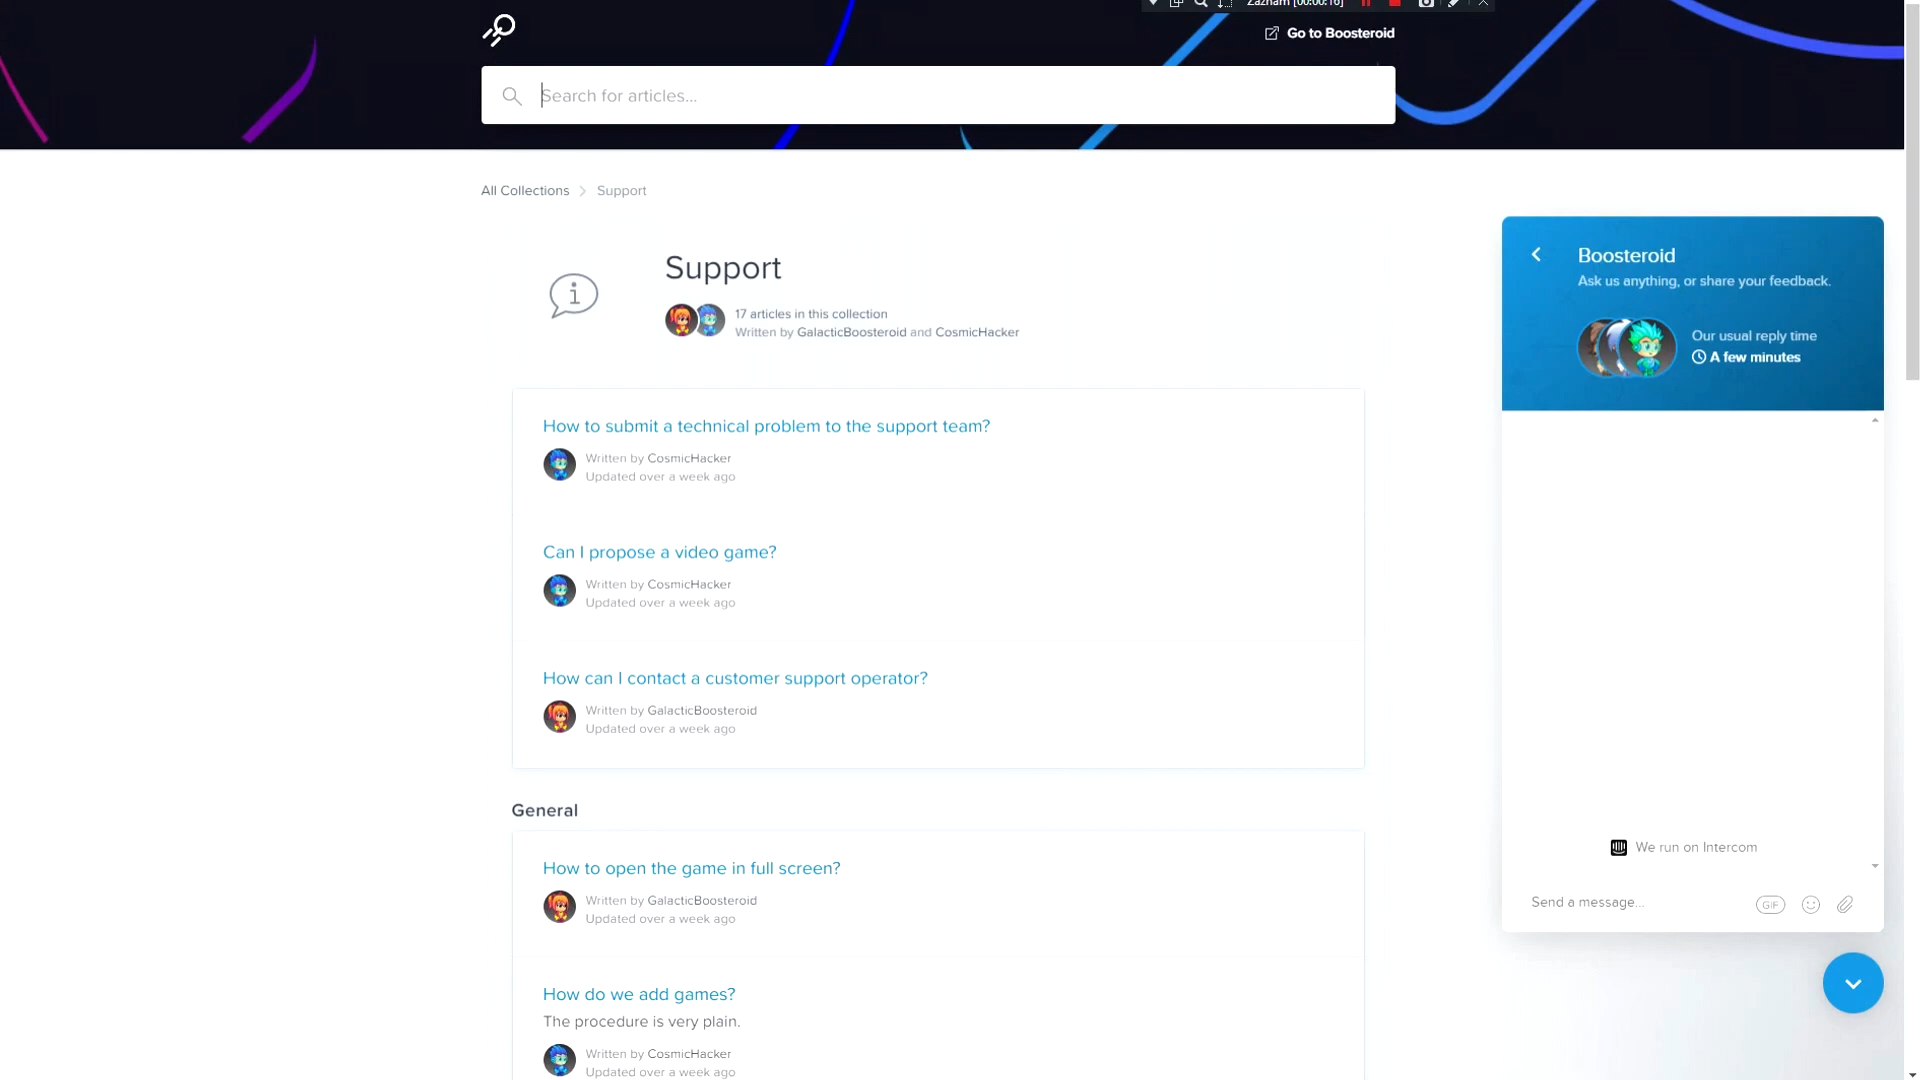 Záznam [00:00:16]
Go to Boosteroid
Search for articles...
All Collections
Support
Support
17 articles in this collection
Written by GalacticBoosteroid and CosmicHacker
How to submit a technical problem to the support team?
Written by CosmicHacker
Updated over a week ago
Can I propose a video game?
Written by CosmicHacker
Updated over a week ago
How can I contact a customer support operator?
Written by GalacticBoosteroid
Updated over a week ago
General
How to open the game in full screen?
Written by GalacticBoosteroid
Updated over a week ago
How do we add games?
The procedure is very plain.
Written by CosmicHacker
Updated over a week ago
Boosteroid
Ask us anything, or share your feedback.
Our usual reply time
A few minutes
We run on Intercom
Send a message...
GIF